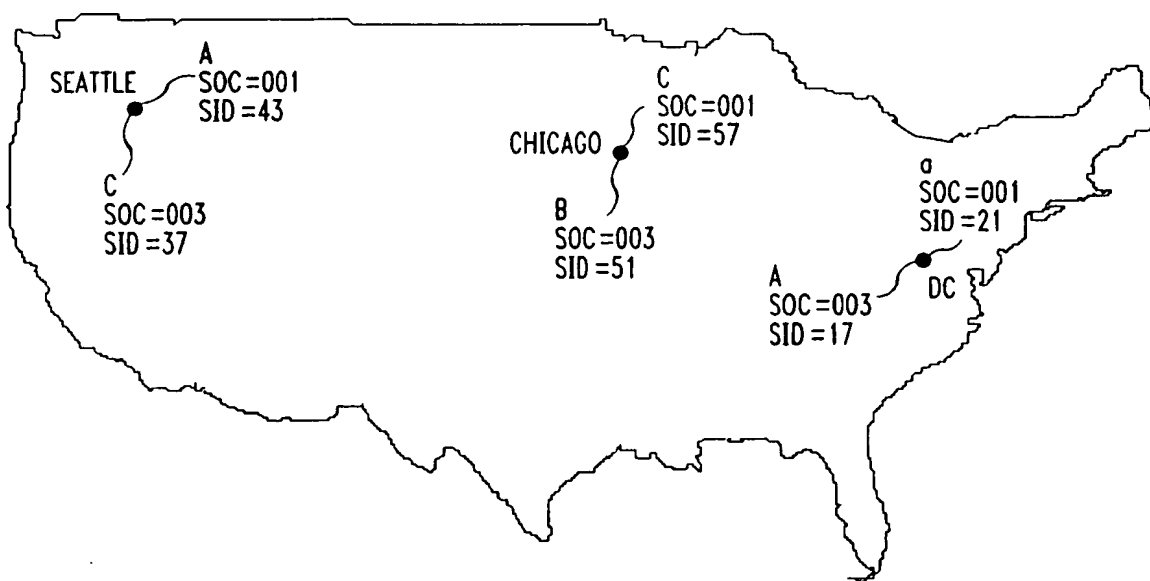 A
SEATTLE
SOC=001
SID=43
C
SOC=003
SID=37
C
SOC=001
SID=57
CHICAGO
B
SOC=003
SID=51
a
SOC=001
SID=21
A
SOC=003
SID=17
DC